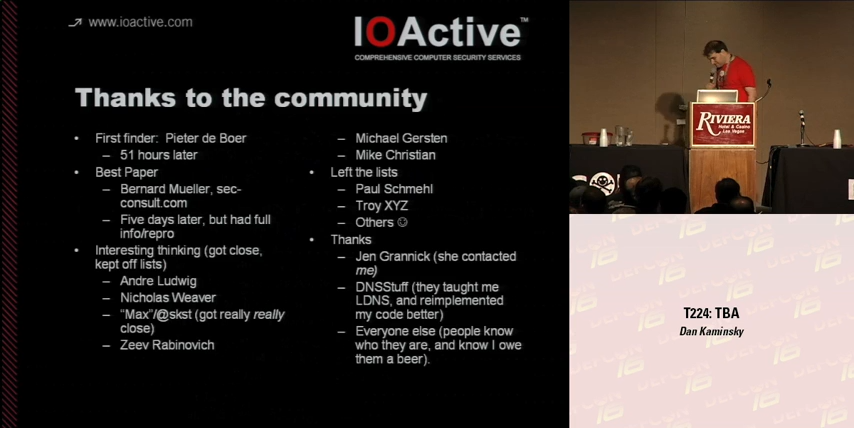 www.ioactive.com
IOActive™
COMPREHENSIVE COMPUTER SECURITY SERVICES
Thanks to the community
• First finder: Pieter de Boer
– 51 hours later
• Best Paper
– Bernard Mueller, sec-
consult.com
– Five days later, but had full
info/repro
• Interesting thinking (got close,
kept off lists)
– Andre Ludwig
– Nicholas Weaver
– “Max”/@skst (got really really
close)
– Zeev Rabinovich
– Michael Gersten
– Mike Christian
• Left the lists
– Paul Schmehl
– Troy XYZ
– Others ☺
• Thanks
– Jen Grannick (she contacted
me)
– DNSStuff (they taught me
LDNS, and reimplemented
my code better)
– Everyone else (people know
who they are, and know I owe
them a beer).
RIVIERA
Hotel & Casino
Las Vegas
T224: TBA
Dan Kaminsky
DEFCON 16